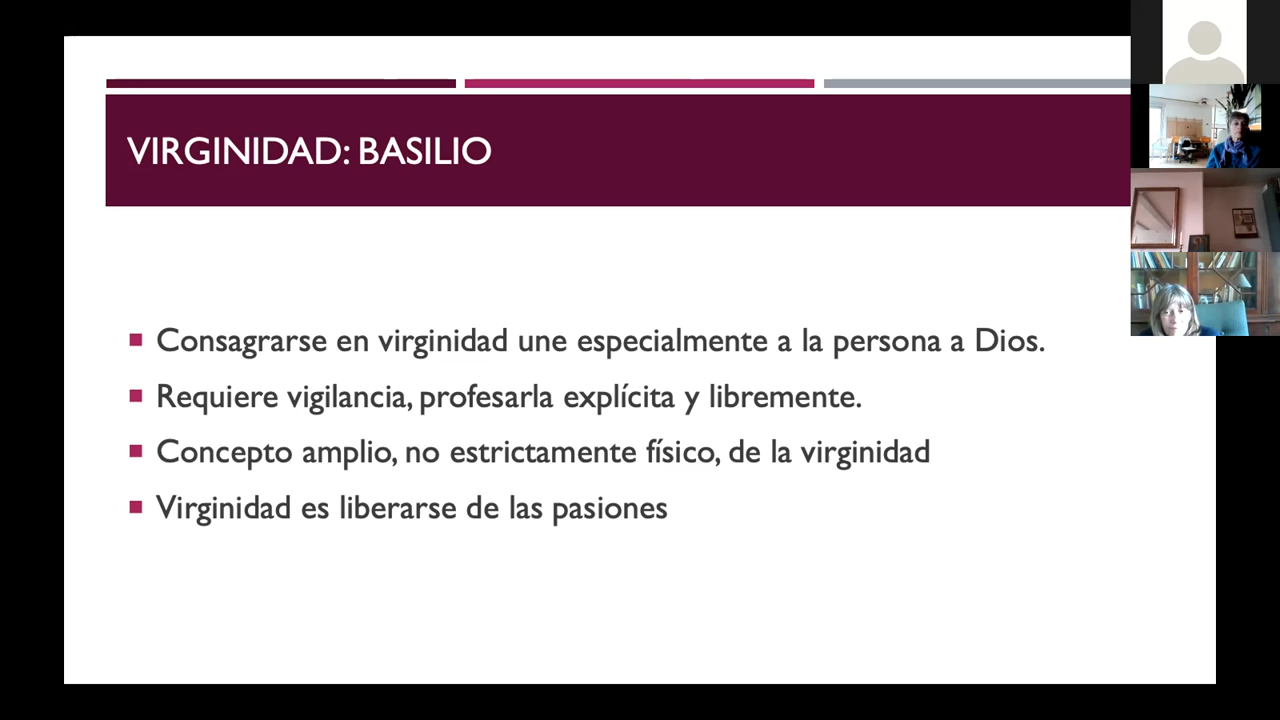 VIRGINIDAD: BASILIO
Consagrarse en virginidad une especialmente a la persona a Dios.
Requiere vigilancia, profesarla explícita y libremente.
Concepto amplio, no estrictamente físico, de la virginidad
Virginidad es liberarse de las pasiones